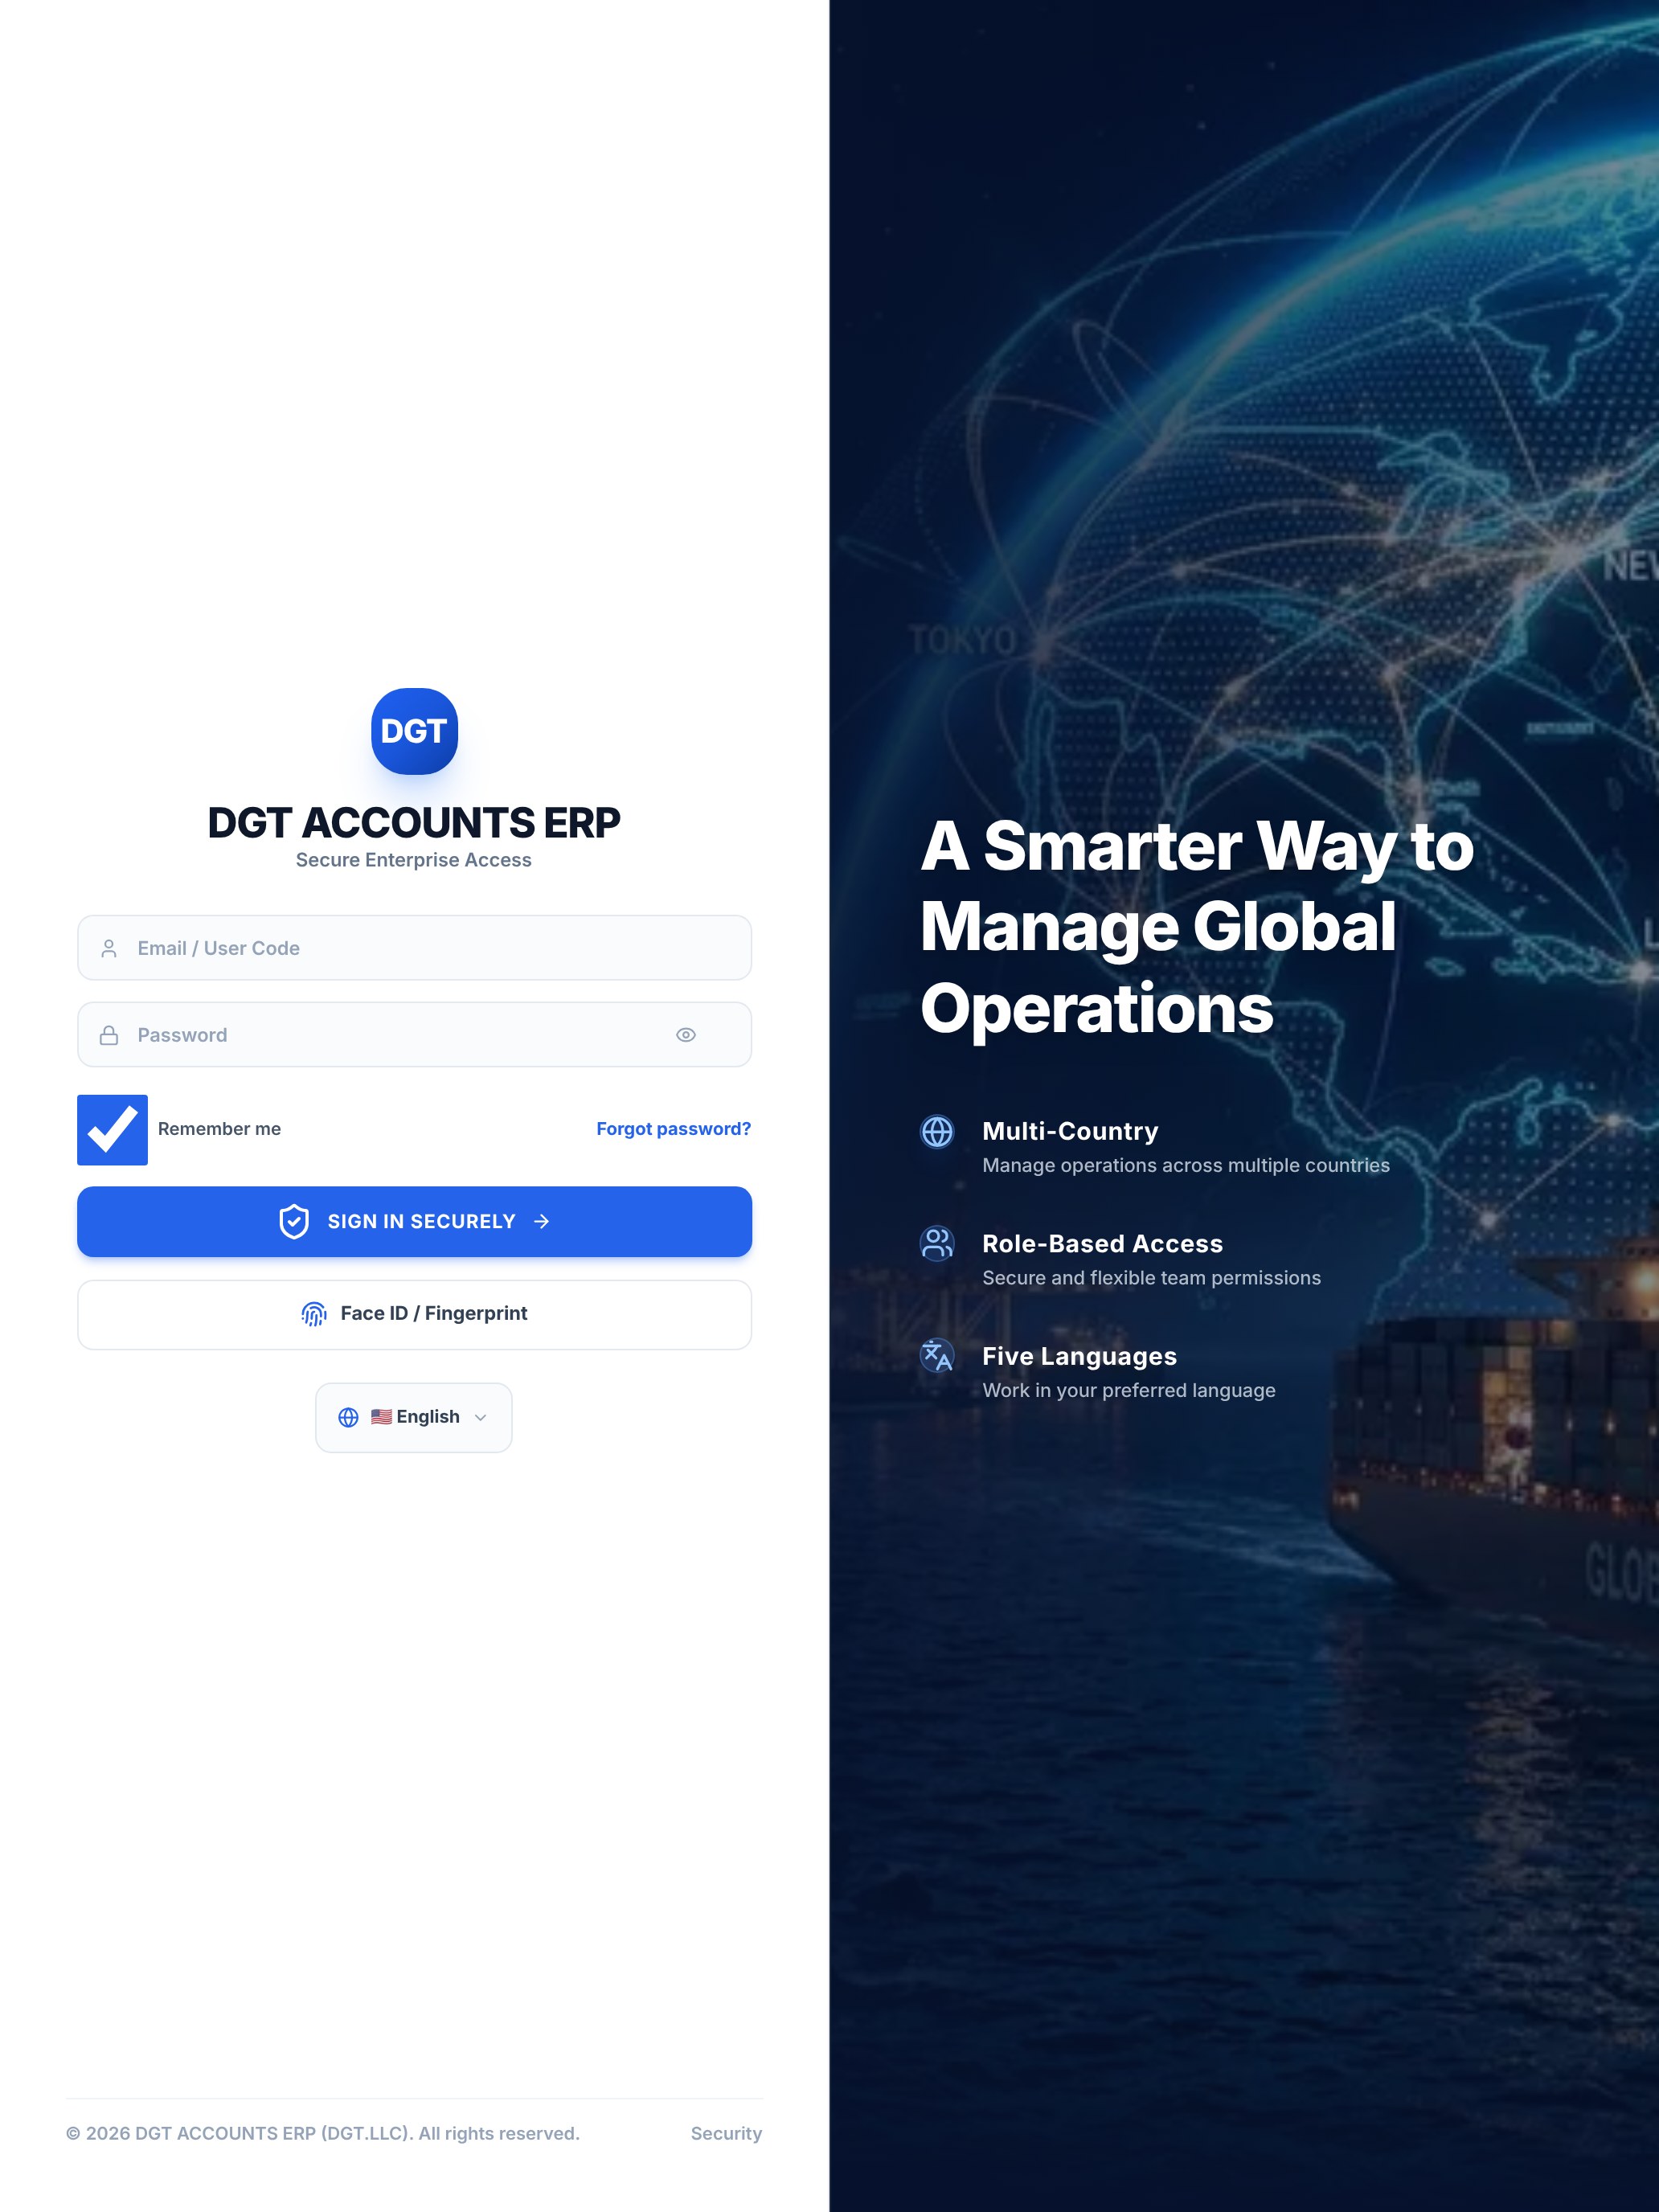 DGT
DGT ACCOUNTS ERP
Secure Enterprise Access
Email / User Code
Password
Remember me
Forgot password?
SIGN IN SECURELY
Face ID / Fingerprint
🇺🇸 English
© 2026 DGT ACCOUNTS ERP (DGT.LLC). All rights reserved.
Security
TOKYO
A Smarter Way to
Manage Global
Operations
Multi-Country
Manage operations across multiple countries
Role-Based Access
Secure and flexible team permissions
Five Languages
Work in your preferred language